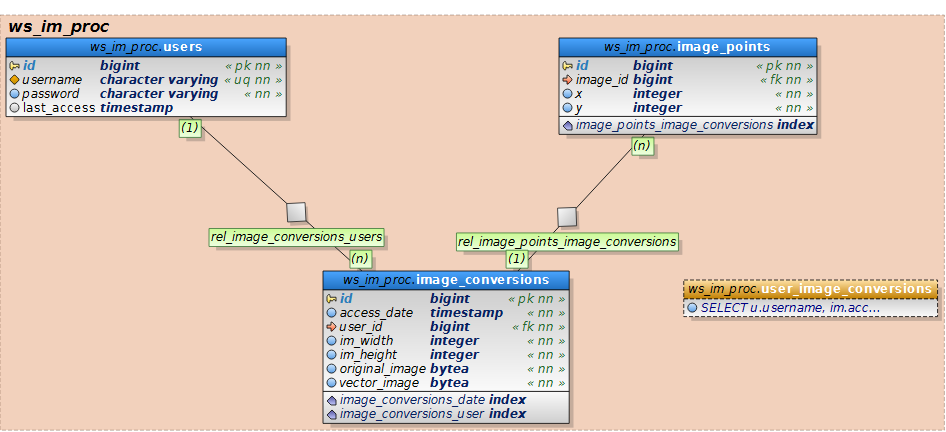 ws_im_proc
ws_im_proc.users
id bigint « pk nn »
username character varying « uq nn »
password character varying « nn »
last_access timestamp
(1)
ws_im_proc.image_points
id bigint « pk nn »
image_id bigint « fk nn »
x integer « nn »
y integer « nn »
image_points_image_conversions index
(n)
rel_image_conversions_users
(n)
rel_image_points_image_conversions
(1)
ws_im_proc.image_conversions
id bigint « pk nn »
access_date timestamp « nn »
user_id bigint « fk nn »
im_width integer « nn »
im_height integer « nn »
original_image bytea « nn »
vector_image bytea « nn »
image_conversions_date index
image_conversions_user index
ws_im_proc.user_image_conversions
SELECT u.username, im.acc...